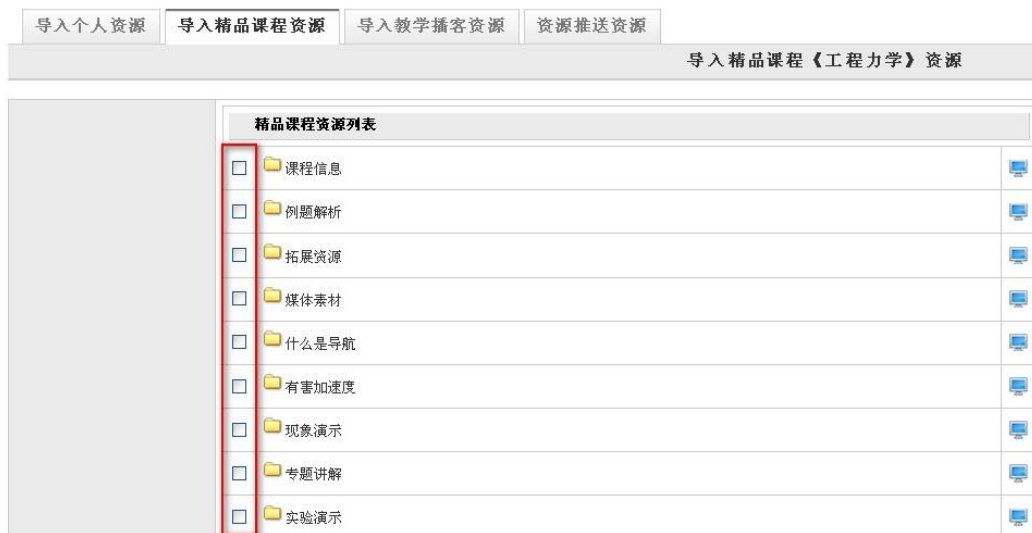 导入个人资源 导入精品课程资源 导入教学播客资源 资源推送资源
导入精品课程《工程力学》资源
精品课程资源列表
课程信息
例题解析
拓展资源
媒体素材
什么是导航
有害加速度
现象演示
专题讲解
实验演示